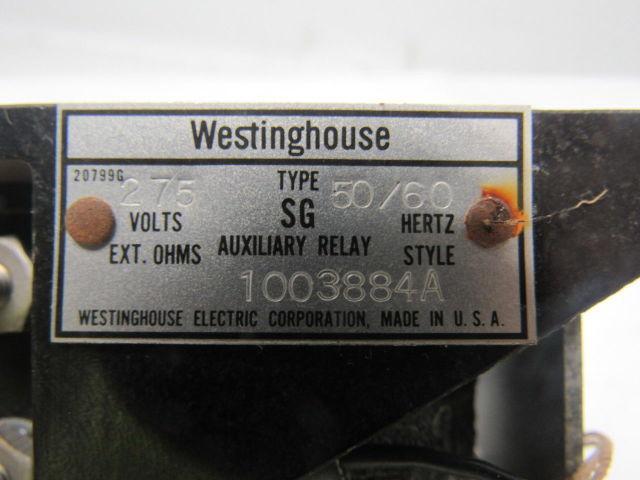 Westinghouse
20799G
275 TYPE 50/60
VOLTS SG HERTZ
EXT. OHMS AUXILIARY RELAY STYLE
1003884A
WESTINGHOUSE ELECTRIC CORPORATION, MADE IN U.S.A.